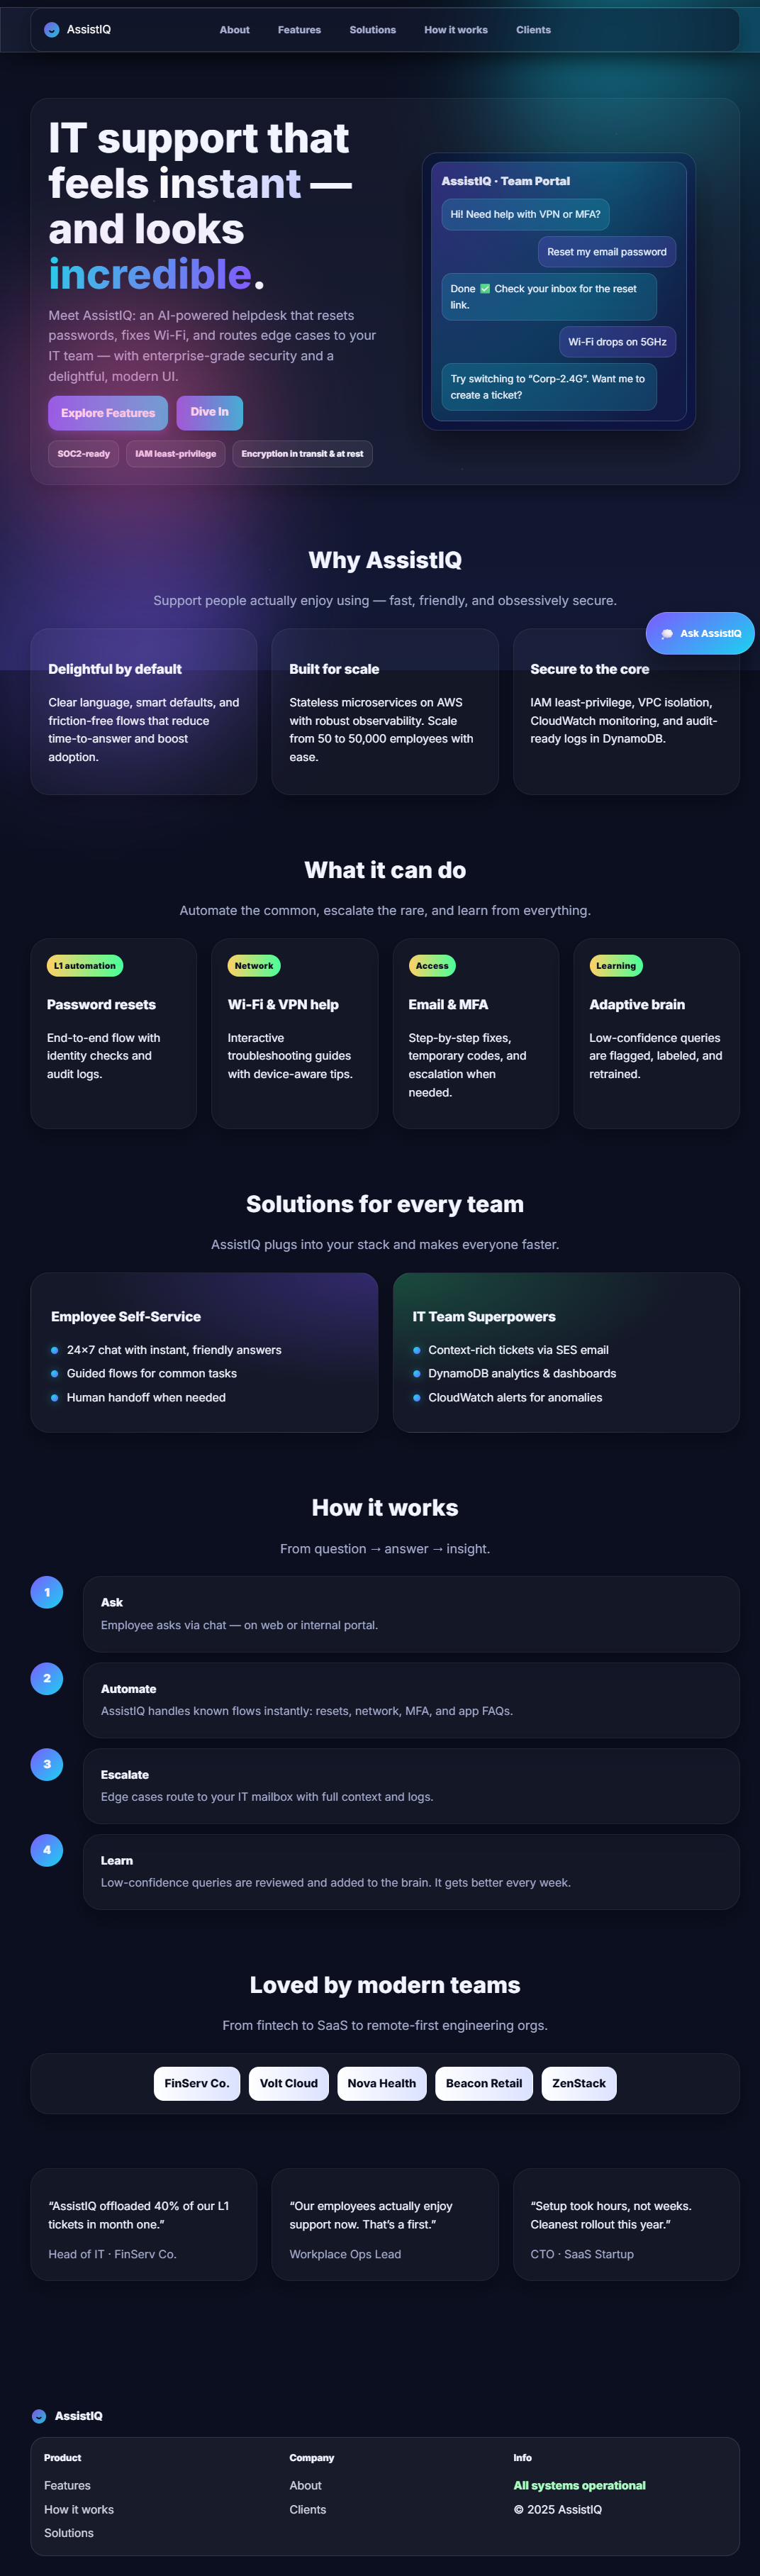 AssistIQ
About
Features
Solutions
How it works
Clients
IT support that
feels instant —
and looks
incredible.
Meet AssistIQ: an AI-powered helpdesk that resets
passwords, fixes Wi-Fi, and routes edge cases to your
IT team — with enterprise-grade security and a
delightful, modern UI.
Explore Features
Dive In
SOC2-ready
IAM least-privilege
Encryption in transit & at rest
AssistIQ · Team Portal
Hi! Need help with VPN or MFA?
Reset my email password
Done ✅ Check your inbox for the reset
link.
Wi-Fi drops on 5GHz
Try switching to “Corp-2.4G”. Want me to
create a ticket?
Why AssistIQ
Support people actually enjoy using — fast, friendly, and obsessively secure.
💬 Ask AssistIQ
Delightful by default
Clear language, smart defaults, and
friction-free flows that reduce
time-to-answer and boost
adoption.
Built for scale
Stateless microservices on AWS
with robust observability. Scale
from 50 to 50,000 employees with
ease.
Secure to the core
IAM least-privilege, VPC isolation,
CloudWatch monitoring, and audit-
ready logs in DynamoDB.
What it can do
Automate the common, escalate the rare, and learn from everything.
L1 automation
Password resets
End-to-end flow with
identity checks and
audit logs.
Network
Wi-Fi & VPN help
Interactive
troubleshooting guides
with device-aware tips.
Access
Email & MFA
Step-by-step fixes,
temporary codes, and
escalation when
needed.
Learning
Adaptive brain
Low-confidence queries
are flagged, labeled, and
retrained.
Solutions for every team
AssistIQ plugs into your stack and makes everyone faster.
Employee Self-Service
24×7 chat with instant, friendly answers
Guided flows for common tasks
Human handoff when needed
IT Team Superpowers
Context-rich tickets via SES email
DynamoDB analytics & dashboards
CloudWatch alerts for anomalies
How it works
From question → answer → insight.
1
Ask
Employee asks via chat — on web or internal portal.
2
Automate
AssistIQ handles known flows instantly: resets, network, MFA, and app FAQs.
3
Escalate
Edge cases route to your IT mailbox with full context and logs.
4
Learn
Low-confidence queries are reviewed and added to the brain. It gets better every week.
Loved by modern teams
From fintech to SaaS to remote-first engineering orgs.
FinServ Co.
Volt Cloud
Nova Health
Beacon Retail
ZenStack
“AssistIQ offloaded 40% of our L1
tickets in month one.”
Head of IT · FinServ Co.
“Our employees actually enjoy
support now. That’s a first.”
Workplace Ops Lead
“Setup took hours, not weeks.
Cleanest rollout this year.”
CTO · SaaS Startup
AssistIQ
Product
Features
How it works
Solutions
Company
About
Clients
Info
All systems operational
© 2025 AssistIQ